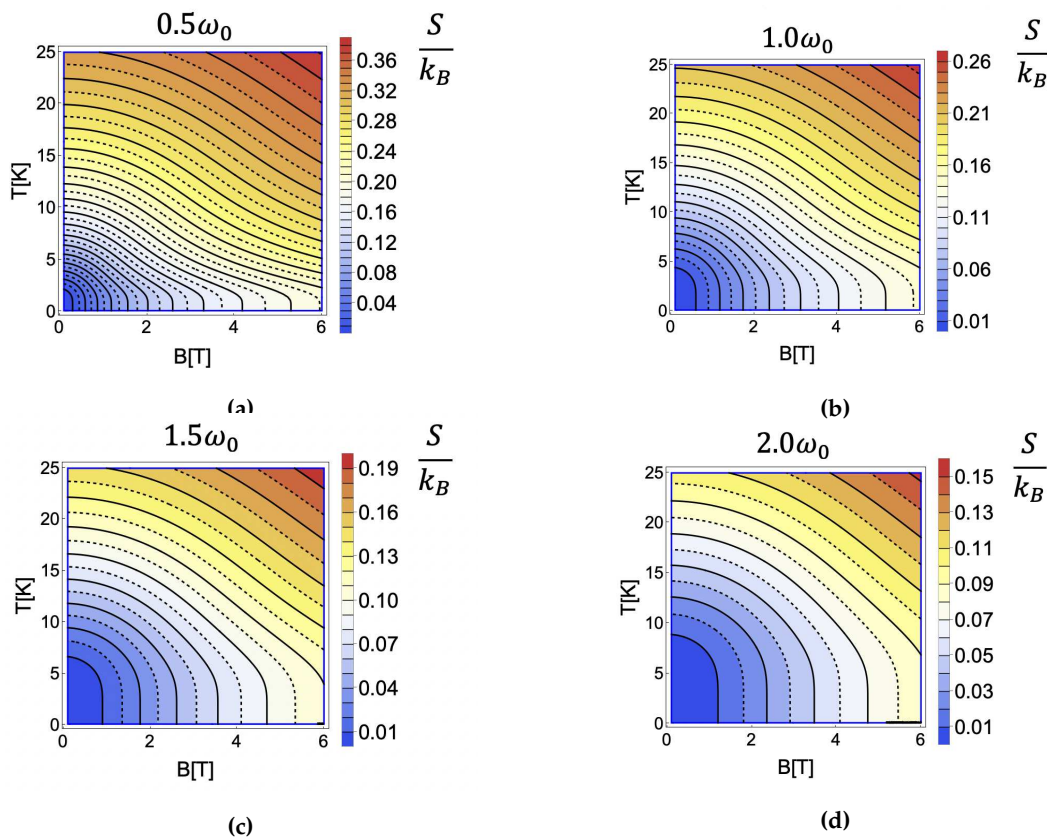 0.5ω₀
S
k_B
25
20
15
10
5
0
T[K]
0 2 4 6
B[T]
0.36
0.32
0.28
0.24
0.20
0.16
0.12
0.08
0.04
(a)
1.0ω₀
S
k_B
25
20
15
10
5
0
T[K]
0 2 4 6
B[T]
0.26
0.21
0.16
0.11
0.06
0.01
(b)
1.5ω₀
S
k_B
25
20
15
10
5
0
T[K]
0 2 4 6
B[T]
0.19
0.16
0.13
0.10
0.07
0.04
0.01
(c)
2.0ω₀
S
k_B
25
20
15
10
5
0
T[K]
0 2 4 6
B[T]
0.15
0.13
0.11
0.09
0.07
0.05
0.03
0.01
(d)